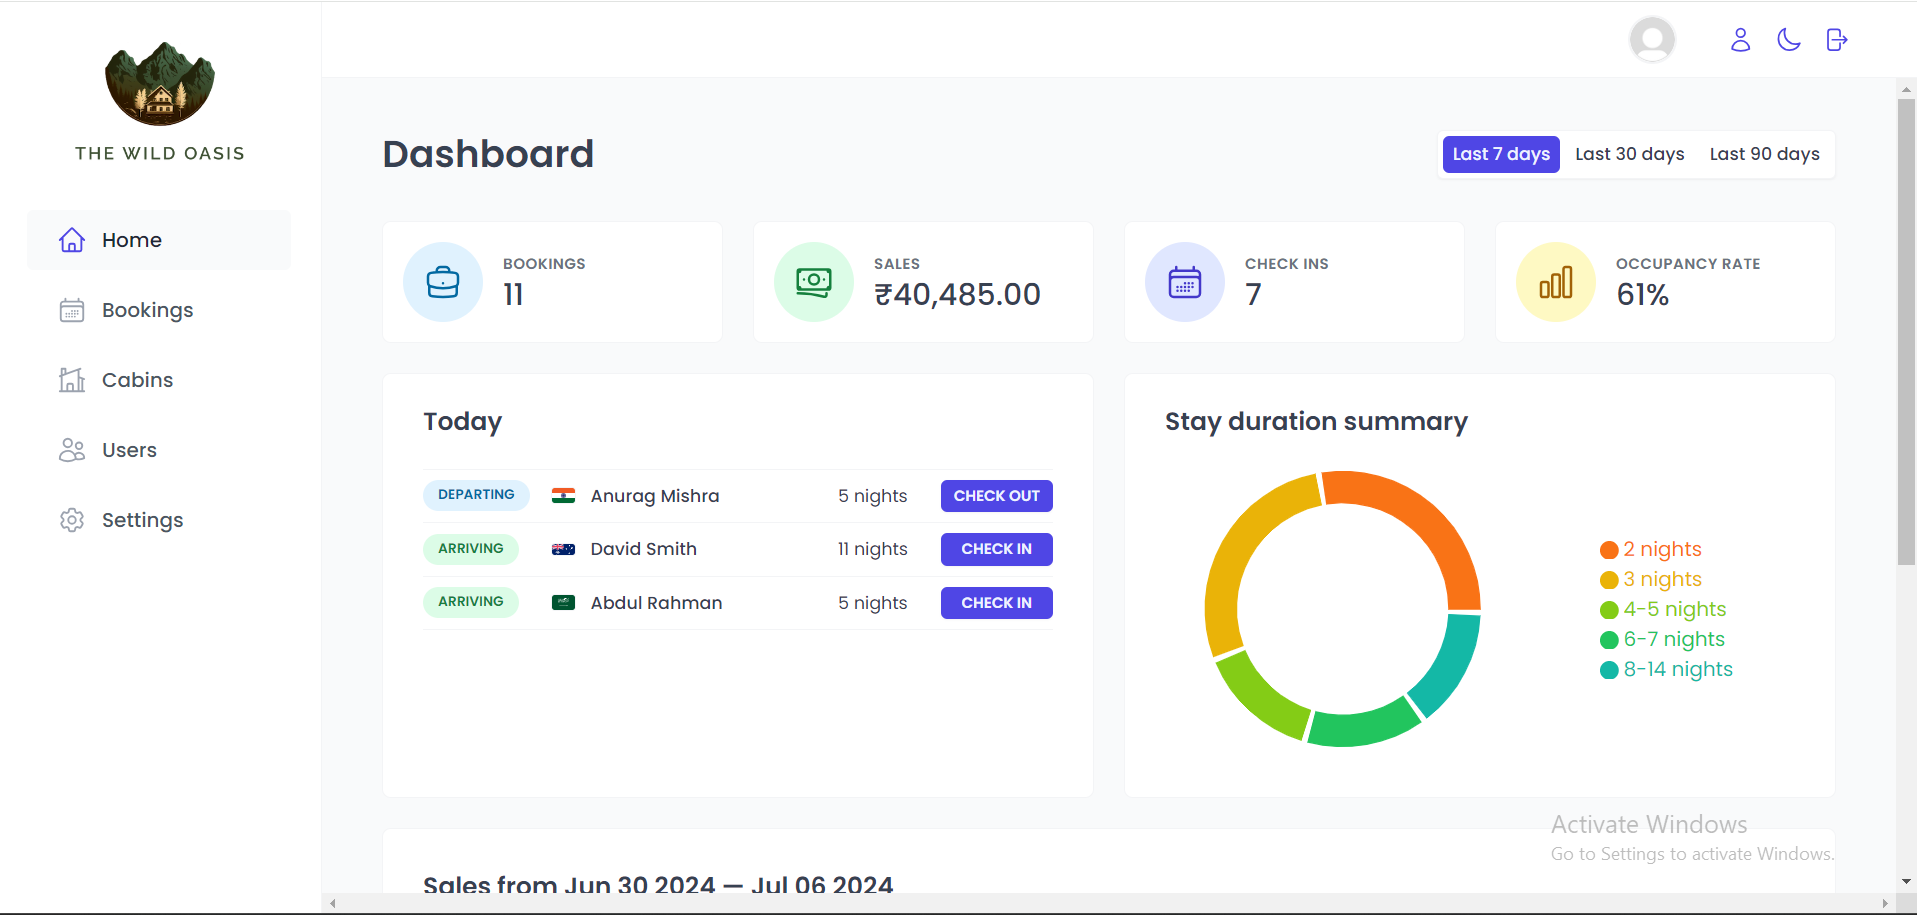 THE WILD OASIS
Home
Bookings
Cabins
Users
Settings
Dashboard
Last 7 days Last 30 days Last 90 days
BOOKINGS
11
SALES
₹40,485.00
CHECK INS
7
OCCUPANCY RATE
61%
Today
DEPARTING Anurag Mishra 5 nights CHECK OUT
ARRIVING David Smith 11 nights CHECK IN
ARRIVING Abdul Rahman 5 nights CHECK IN
Stay duration summary
2 nights
3 nights
4-5 nights
6-7 nights
8-14 nights
Sales from Jun 30 2024 — Jul 06 2024
Activate Windows
Go to Settings to activate Windows.